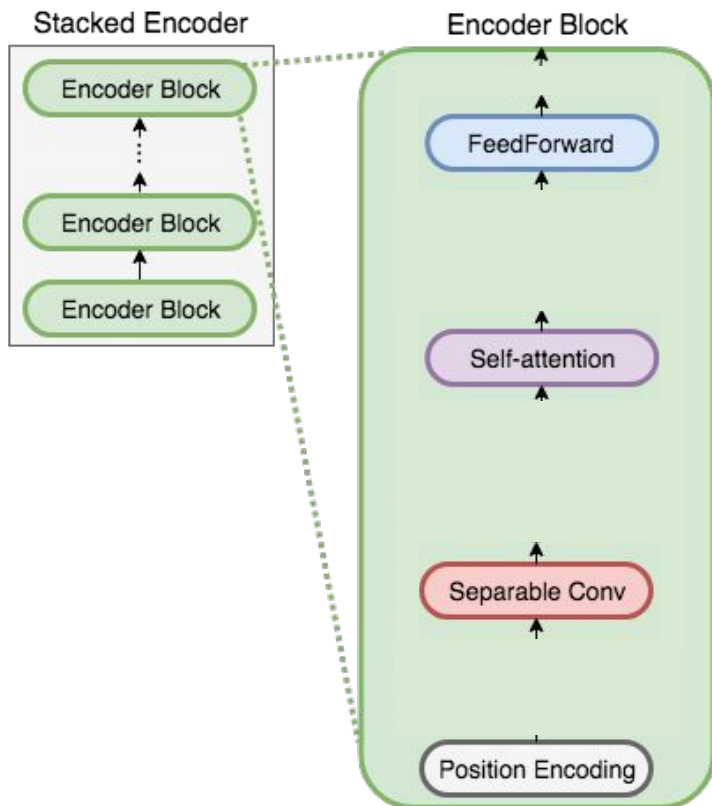 Stacked Encoder
Encoder Block
Encoder Block
Encoder Block
Encoder Block
FeedForward
Self-attention
Separable Conv
Position Encoding